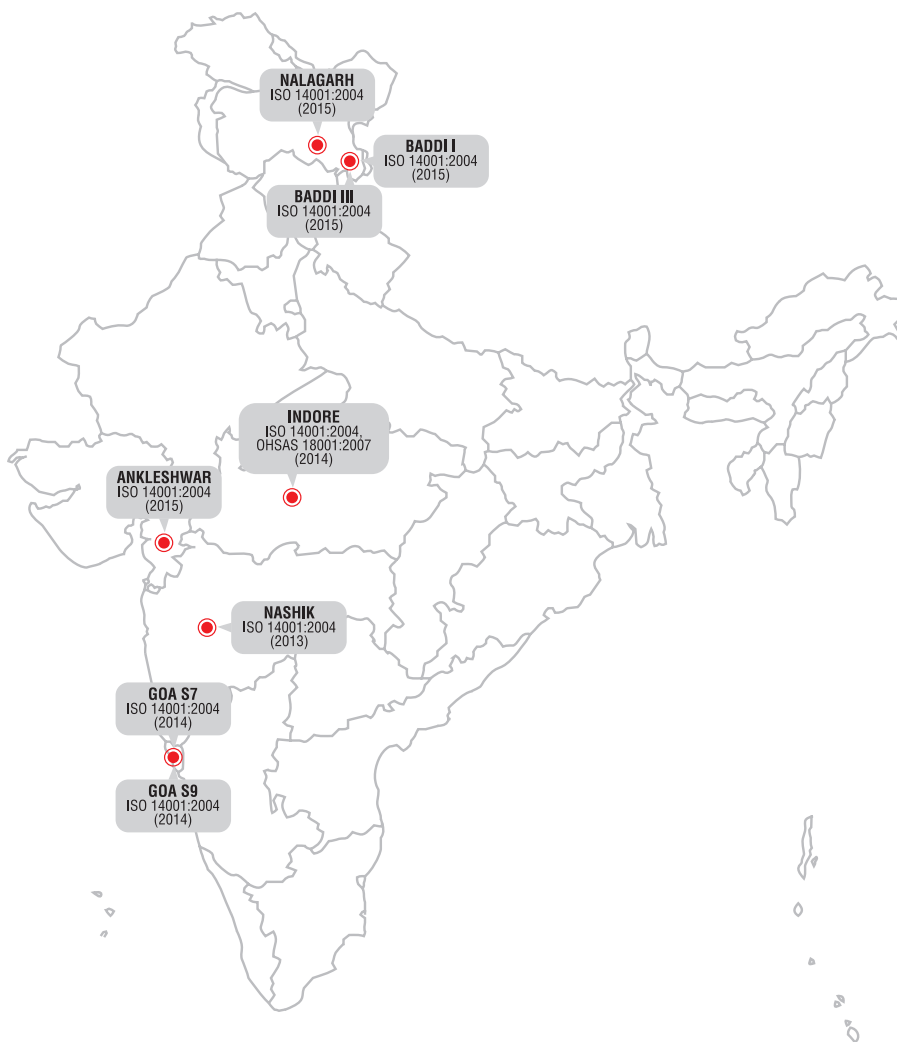 NALAGARH
ISO 14001:2004
(2015)
BADDI I
ISO 14001:2004
(2015)
BADDI III
ISO 14001:2004
(2015)
INDORE
ISO 14001:2004,
OHSAS 18001:2007
(2014)
ANKLESHWAR
ISO 14001:2004
(2015)
NASHIK
ISO 14001:2004
(2013)
GOA S7
ISO 14001:2004
(2014)
GOA S9
ISO 14001:2004
(2014)